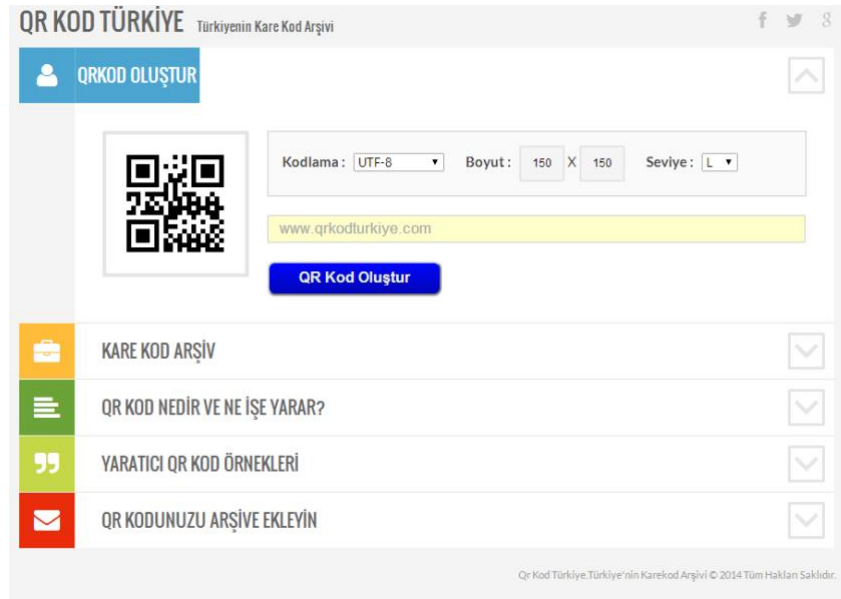 QR KOD TÜRKİYE Türkiyenin Kare Kod Arşivi
QRKOD OLUŞTUR
Kodlama : UTF-8 Boyut : 150 X 150 Seviye : L
www.qrkodturkiye.com
QR Kod Oluştur
KARE KOD ARŞİV
QR KOD NEDİR VE NE İŞE YARAR?
YARATICI QR KOD ÖRNEKLERİ
QR KODUNUZU ARŞİVE EKLEYİN
Qr Kod Türkiye.Türkiye'nin Karekod Arşivi © 2014 Tüm Hakları Saklıdır.